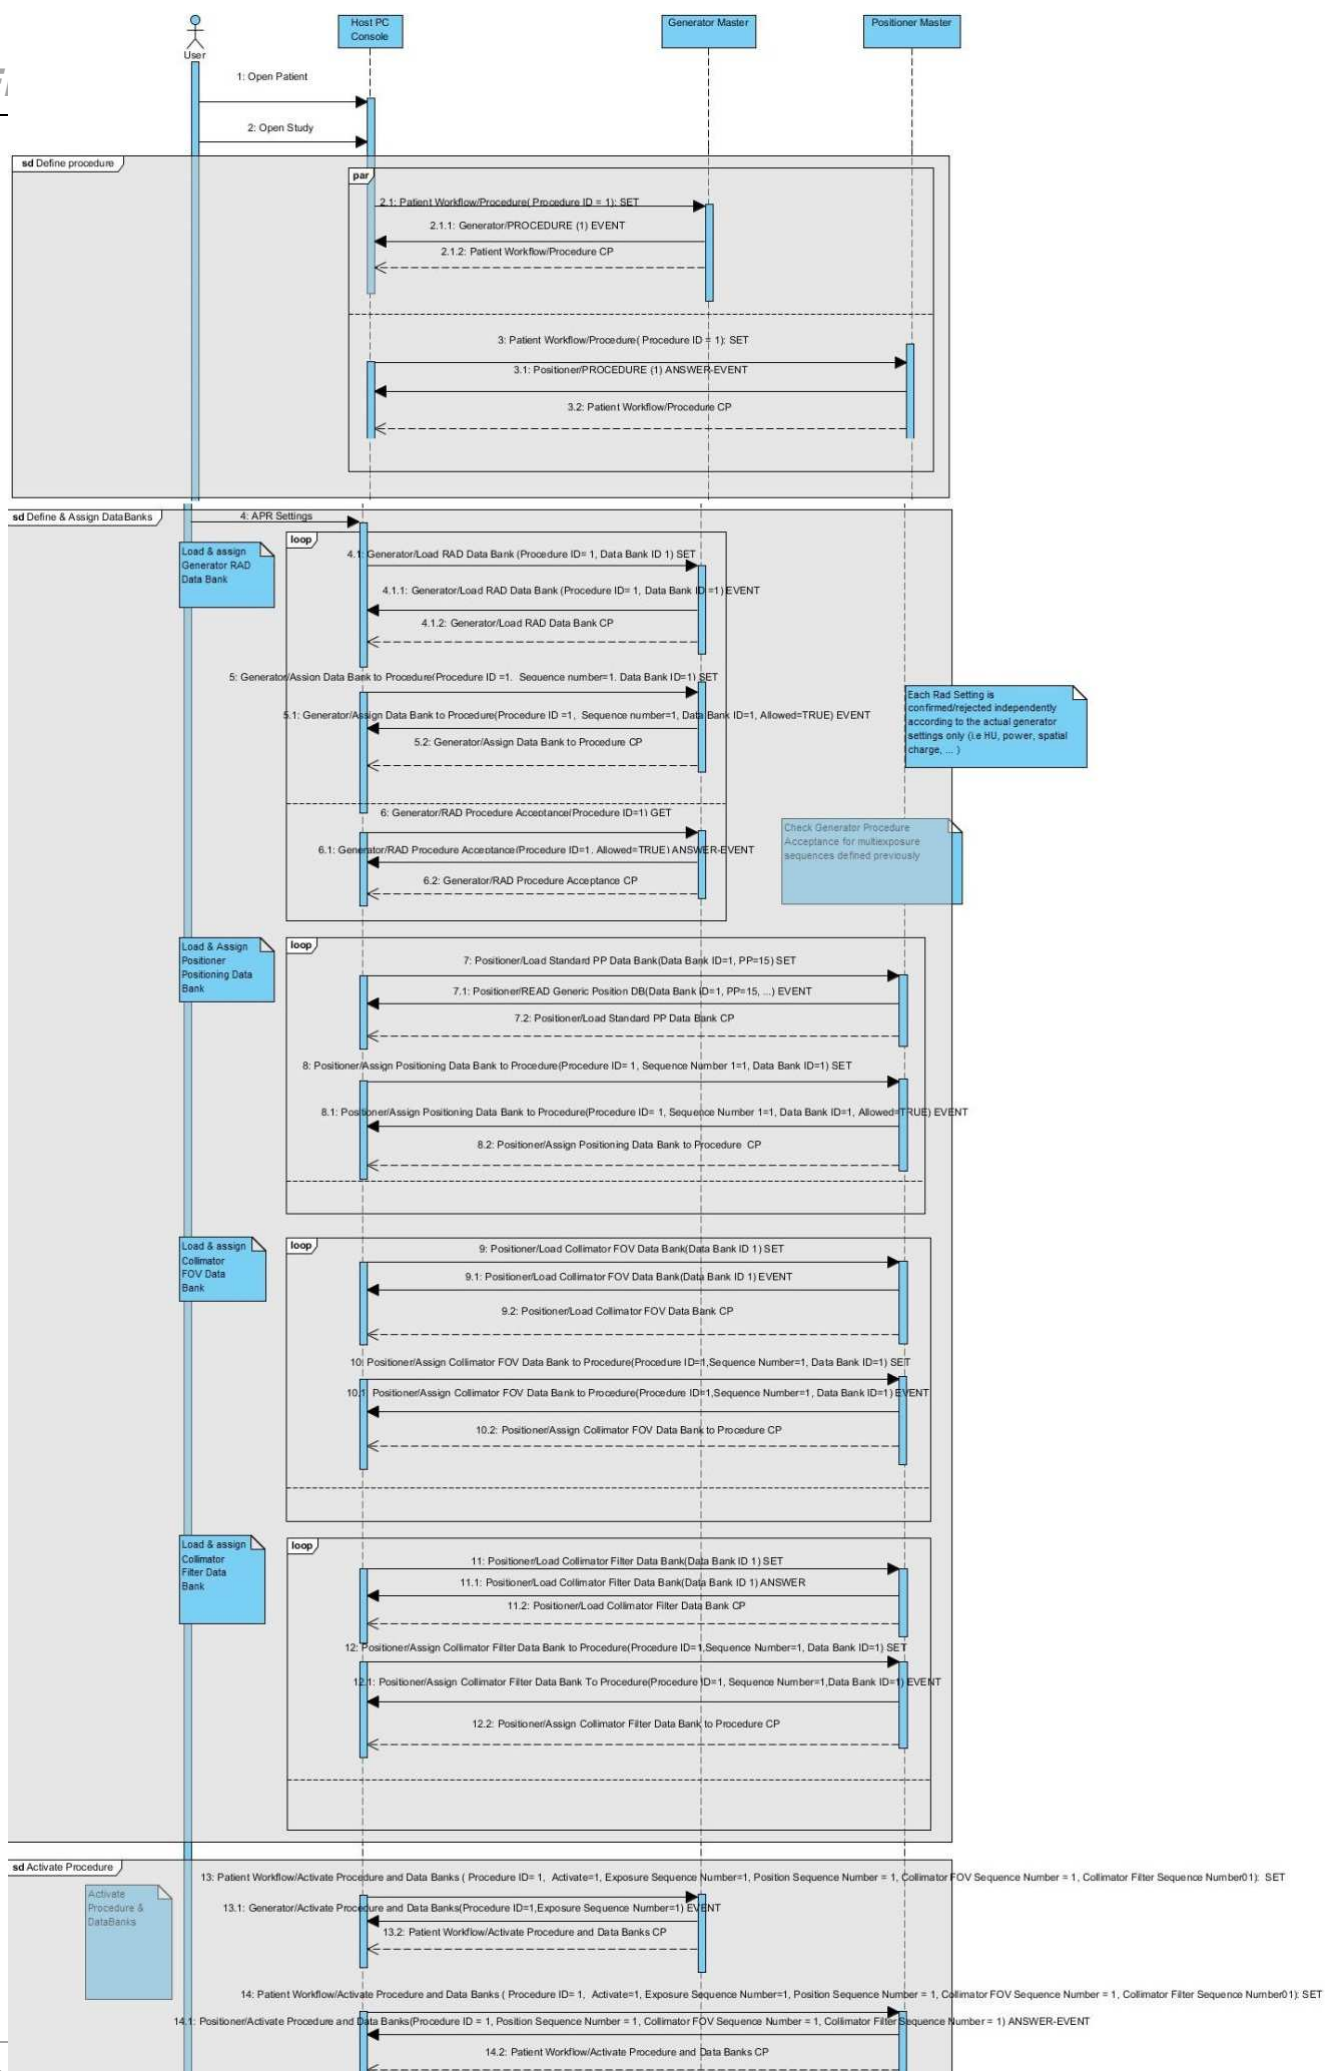 Host PC
Console
Generator Master
Positioner Master
User
1: Open Patient
2: Open Study
sd Define procedure
par
2.1: Patient Workflow/Procedure( Procedure ID = 1): SET
2.1.1: Generator/PROCEDURE (1) EVENT
2.1.2: Patient Workflow/Procedure CP
3: Patient Workflow/Procedure( Procedure ID = 1): SET
3.1: Positioner/PROCEDURE (1) ANSWER-EVENT
3.2: Patient Workflow/Procedure CP
sd Define & Assign DataBanks
4: APR Settings
Load & assign
Generator RAD
Data Bank
loop
4.1: Generator/Load RAD Data Bank (Procedure ID= 1, Data Bank ID 1) SET
4.1.1: Generator/Load RAD Data Bank (Procedure ID= 1, Data Bank ID =1) EVENT
4.1.2: Generator/Load RAD Data Bank CP
5: Generator/Assign Data Bank to Procedure(Procedure ID =1, Sequence number=1, Data Bank ID=1) SET
5.1: Generator/Assign Data Bank to Procedure(Procedure ID =1, Sequence number=1, Data Bank ID=1, Allowed=TRUE) EVENT
5.2: Generator/Assign Data Bank to Procedure CP
Each Rad Setting is
confirmed/rejected independently
according to the actual generator
settings only (i.e HU, power, spatial
charge, ... )
6: Generator/RAD Procedure Acceptance(Procedure ID=1) GET
6.1: Generator/RAD Procedure Acceptance(Procedure ID=1, Allowed=TRUE) ANSWER-EVENT
6.2: Generator/RAD Procedure Acceptance CP
Check Generator Procedure
Acceptance for multiexposure
sequences defined previously
Load & Assign
Positioner
Positioning Data
Bank
loop
7: Positioner/Load Standard PP Data Bank(Data Bank ID=1, PP=15) SET
7.1: Positioner/READ Generic Position DB(Data Bank ID=1, PP=15, ...) EVENT
7.2: Positioner/Load Standard PP Data Bank CP
8: Positioner/Assign Positioning Data Bank to Procedure(Procedure ID= 1, Sequence Number 1=1, Data Bank ID=1) SET
8.1: Positioner/Assign Positioning Data Bank to Procedure(Procedure ID= 1, Sequence Number 1=1, Data Bank ID=1, Allowed=TRUE) EVENT
8.2: Positioner/Assign Positioning Data Bank to Procedure CP
Load & assign
Collimator
FOV Data
Bank
loop
9: Positioner/Load Collimator FOV Data Bank(Data Bank ID 1) SET
9.1: Positioner/Load Collimator FOV Data Bank(Data Bank ID 1) EVENT
9.2: Positioner/Load Collimator FOV Data Bank CP
10: Positioner/Assign Collimator FOV Data Bank to Procedure(Procedure ID=1,Sequence Number=1, Data Bank ID=1) SET
10.1: Positioner/Assign Collimator FOV Data Bank to Procedure(Procedure ID=1,Sequence Number=1, Data Bank ID=1) EVENT
10.2: Positioner/Assign Collimator FOV Data Bank to Procedure CP
Load & assign
Collimator
Filter Data
Bank
loop
11: Positioner/Load Collimator Filter Data Bank(Data Bank ID 1) SET
11.1: Positioner/Load Collimator Filter Data Bank(Data Bank ID 1) ANSWER
11.2: Positioner/Load Collimator Filter Data Bank CP
12: Positioner/Assign Collimator Filter Data Bank to Procedure(Procedure ID=1,Sequence Number=1, Data Bank ID=1) SET
12.1: Positioner/Assign Collimator Filter Data Bank To Procedure(Procedure ID=1, Sequence Number=1,Data Bank ID=1) EVENT
12.2: Positioner/Assign Collimator Filter Data Bank to Procedure CP
sd Activate Procedure
Activate
Procedure &
DataBanks
13: Patient Workflow/Activate Procedure and Data Banks ( Procedure ID= 1, Activate=1, Exposure Sequence Number=1, Position Sequence Number = 1, Collimator FOV Sequence Number = 1, Collimator Filter Sequence Number01): SET
13.1: Generator/Activate Procedure and Data Banks(Procedure ID=1,Exposure Sequence Number=1) EVENT
13.2: Patient Workflow/Activate Procedure and Data Banks CP
14: Patient Workflow/Activate Procedure and Data Banks ( Procedure ID= 1, Activate=1, Exposure Sequence Number=1, Position Sequence Number = 1, Collimator FOV Sequence Number = 1, Collimator Filter Sequence Number01): SET
14.1: Positioner/Activate Procedure and Data Banks(Procedure ID = 1, Position Sequence Number = 1, Collimator FOV Sequence Number = 1, Collimator Filter Sequence Number = 1) ANSWER-EVENT
14.2: Patient Workflow/Activate Procedure and Data Banks CP